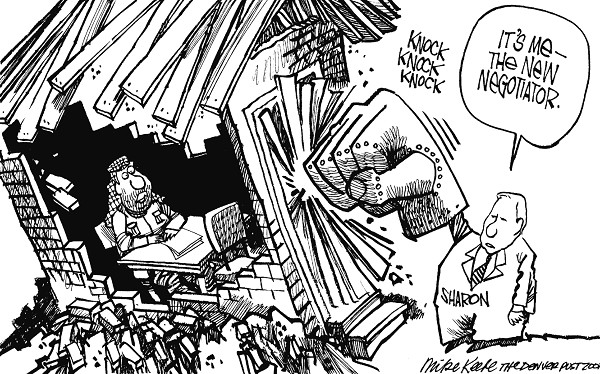 KNOCK
KNOCK
KNOCK
IT'S ME—
THE NEW
NEGOTIATOR.
SHARON
MIKE KEEFE THE DENVER POST